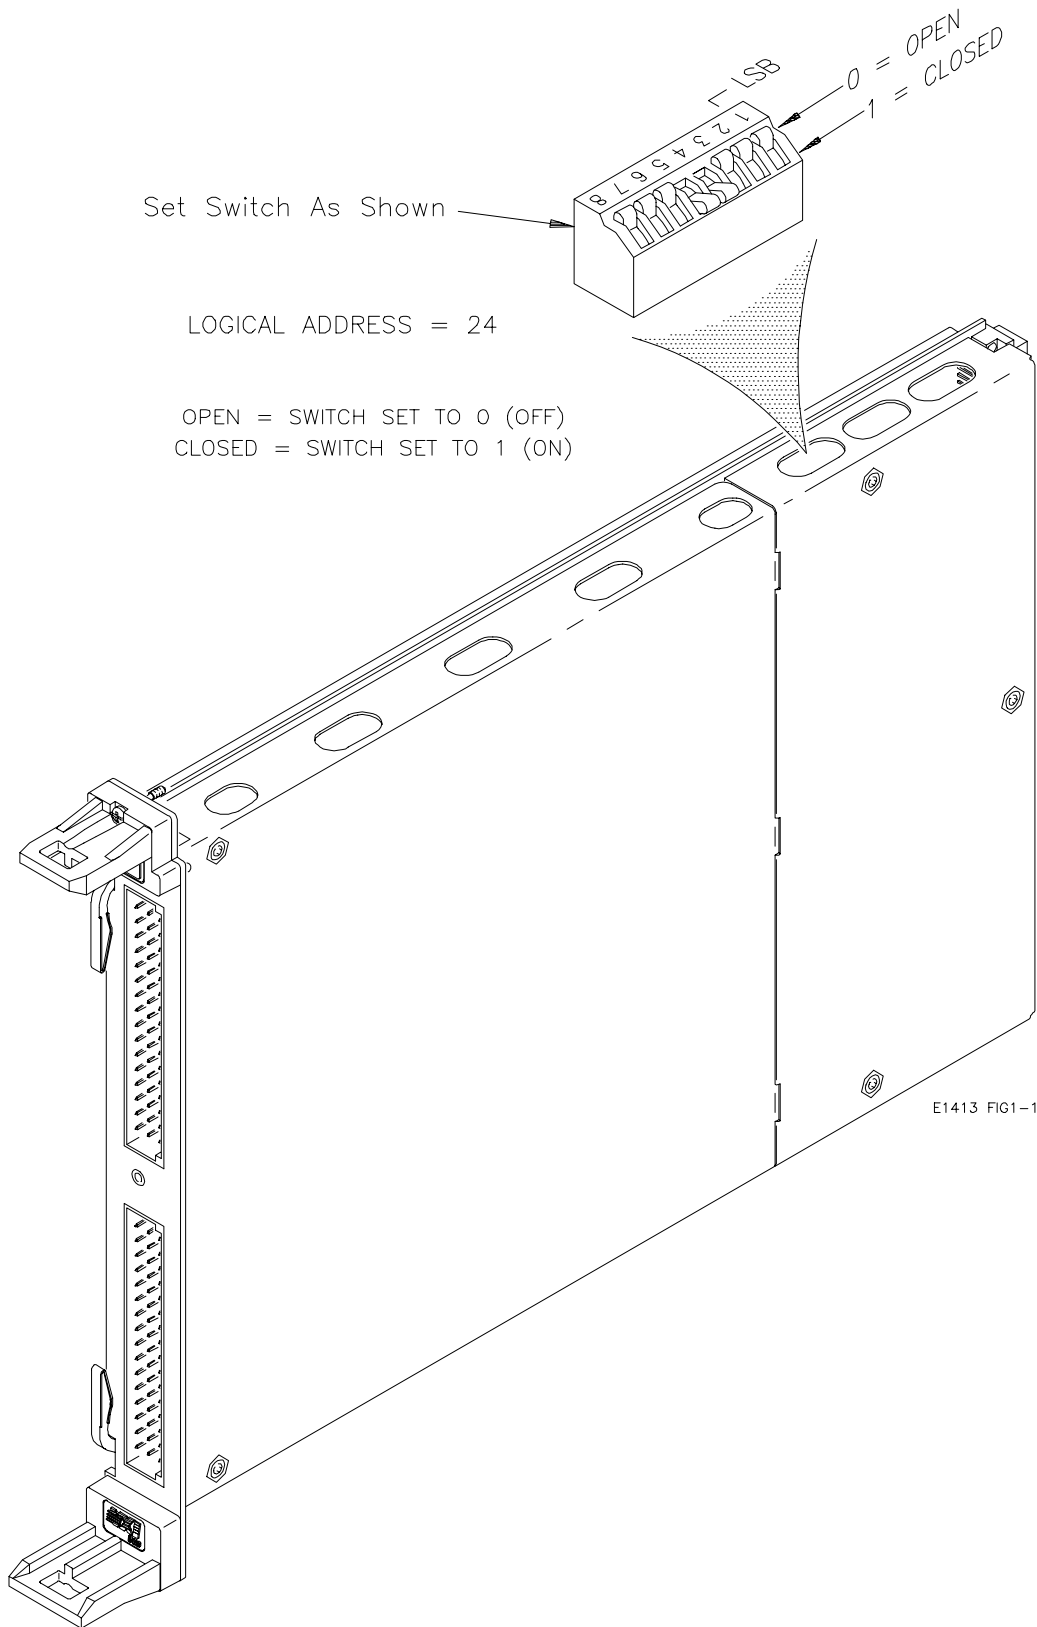 LSB
0 = OPEN
1 = CLOSED
1 2 3 4 5 6 7 8
Set Switch As Shown
LOGICAL ADDRESS = 24
OPEN = SWITCH SET TO 0 (OFF)
CLOSED = SWITCH SET TO 1 (ON)
E1413 FIG1-1